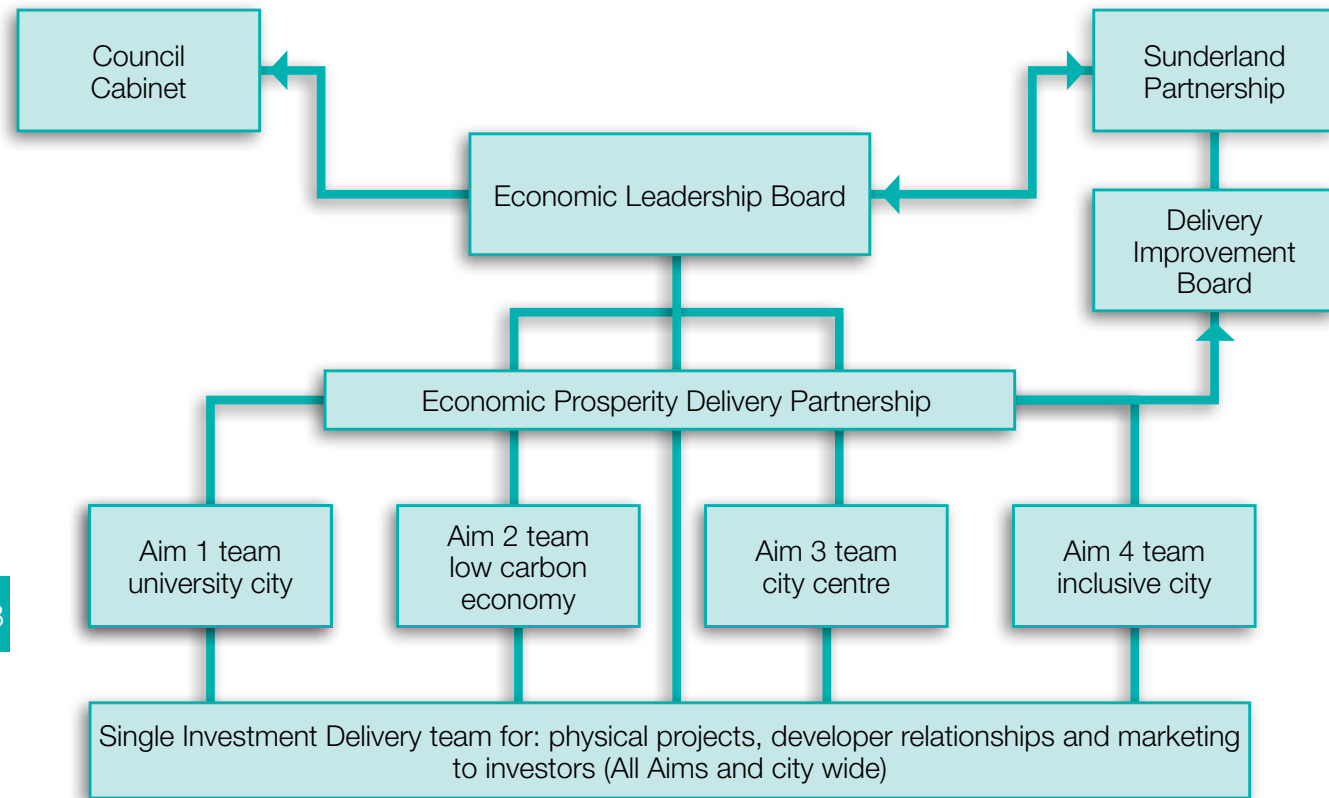 Council
Cabinet
Sunderland
Partnership
Economic Leadership Board
Delivery
Improvement
Board
Economic Prosperity Delivery Partnership
Aim 1 team
university city
Aim 2 team
low carbon
economy
Aim 3 team
city centre
Aim 4 team
inclusive city
Single Investment Delivery team for: physical projects, developer relationships and marketing
to investors (All Aims and city wide)